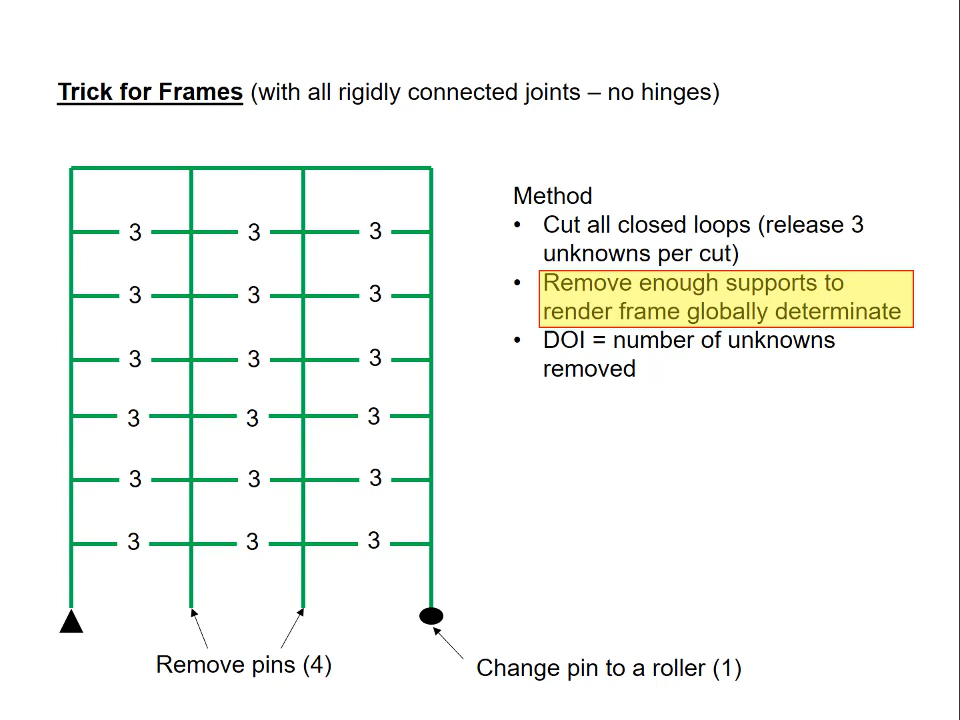 Trick for Frames (with all rigidly connected joints – no hinges)
Method
• Cut all closed loops (release 3
unknowns per cut)
• Remove enough supports to
render frame globally determinate
• DOI = number of unknowns
removed
3 3 3
3 3 3
3 3 3
3 3 3
3 3 3
3 3 3
Remove pins (4)
Change pin to a roller (1)